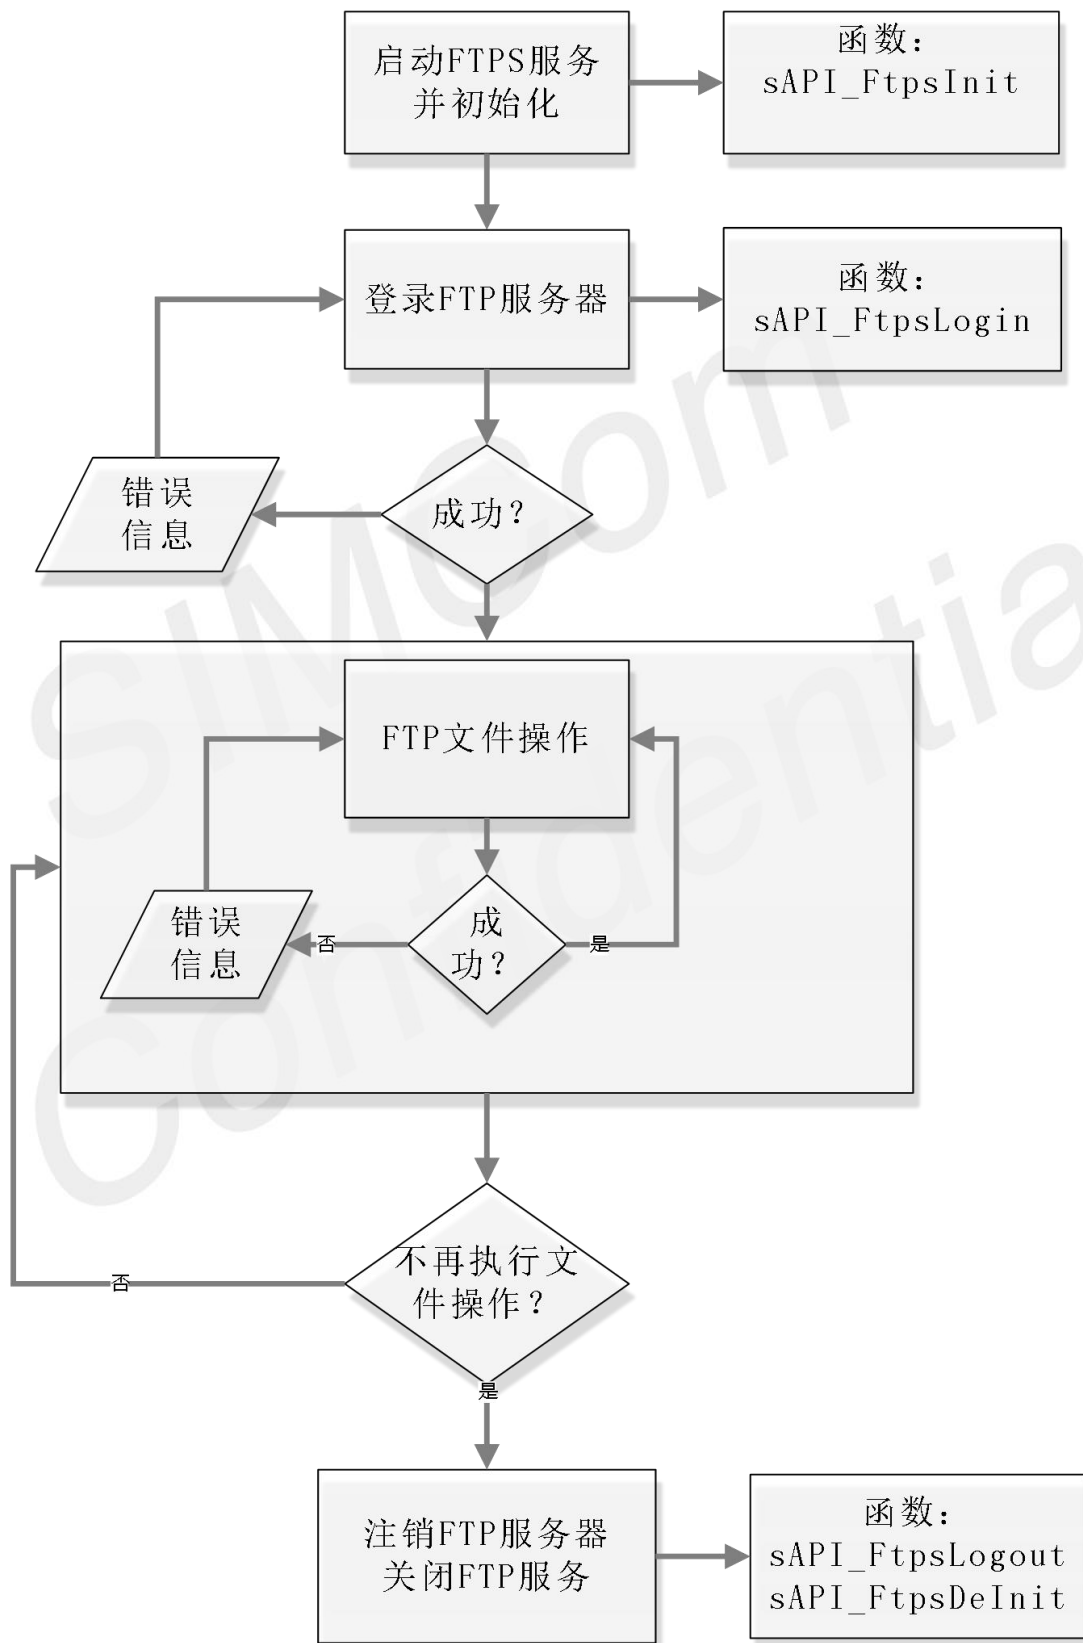 启动FTPS服务
并初始化
函数：
sAPI_FtpsInit
登录FTP服务器
函数：
sAPI_FtpsLogin
错误
信息
成功？
FTP文件操作
错误
信息
否
成
功？
是
不再执行文
件操作？
否
是
注销FTP服务器
关闭FTP服务
函数：
sAPI_FtpsLogout
sAPI_FtpsDeInit
SIMCom
Confidential